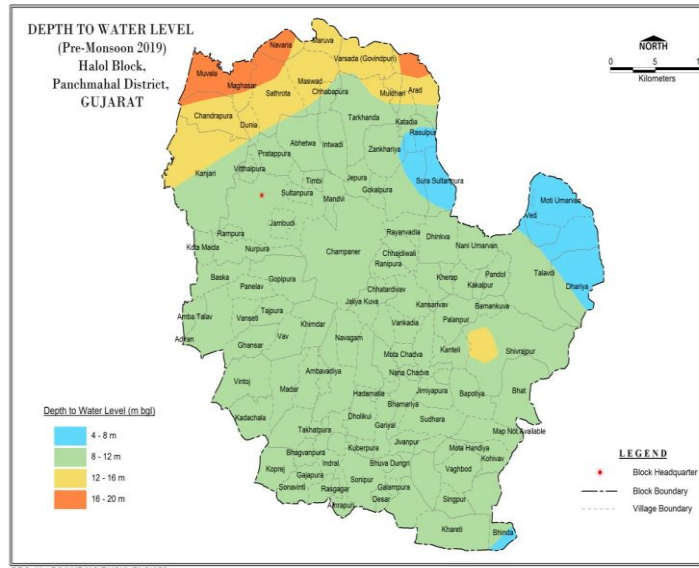 DEPTH TO WATER LEVEL
(Pre-Monsoon 2019)
Halol Block,
Panchmahal District,
GUJARAT
NORTH
0 5
Kilometers
Maruva
Navaria
Varsada (Govindpur)
Muvala
Maghasar
Maswad
Sathrota
Chhabapura
Muldhari
Arad
Chandrapura
Dunia
Tarkhanda
Katadia
Rasulpur
Abhetwa
Intwadi
Zankhariya
Pratappura
Kanjari
Vitthalpura
Timbi
Jepura
Sura Sultanpura
Sultanpura
Gokalpura
Mandvi
Moti Umarvan
Ved
Jambudi
Rampura
Rayanvadia
Dhinkva
Kota Maida
Nurpura
Champaner
Chhajdiwali
Nani Umarvan
Ranipura
Baska
Gopipura
Panelav
Kherap
Pandol
Talavdi
Kakalpur
Chhatardivav
Dhariya
Jaliya Kuva
Kansarivav
Bamankuva
Amba Talav
Vanseti
Tajpura
Khimdar
Vankadia
Palanpur
Vav
Navagam
Ghansar
Kanteli
Shivrajpur
Mota Chadva
Ambavadiya
Nana Chadva
Vintoj
Madar
Hadamalia
Jimiyapura
Bapotiya
Bhat
Bhamariya
Kadachala
Dholikui
Gariyal
Sudhara
Takhatpura
Map Not Available
Jivanpur
Kuberpura
Mota Handiya
Bhagvanpura
Kohivav
Indral
Bhuva Dungri
Koprej
Gajapura
Vaghbod
Sonipur
Sonavinti
Rasgagar
Galampura
Amrapuri
Desar
Singpur
Khareti
Bhinda
Depth to Water Level (m bgl)
4 - 8 m
8 - 12 m
12 - 16 m
16 - 20 m
LEGEND
Block Headquarter
Block Boundary
Village Boundary